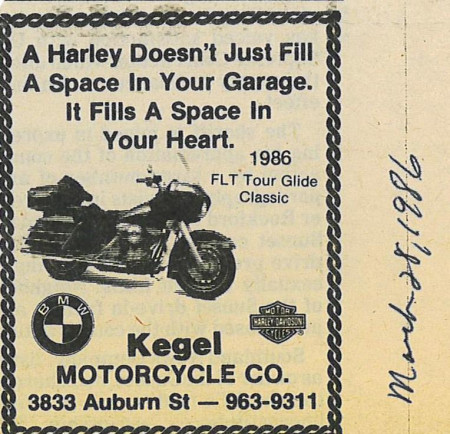 A Harley Doesn't Just Fill
A Space In Your Garage.
It Fills A Space In
Your Heart.
1986
FLT Tour Glide
Classic
BMW
MOTOR
HARLEY-DAVIDSON
CYCLES
Kegel
MOTORCYCLE CO.
3833 Auburn St — 963-9311
March 28, 1986